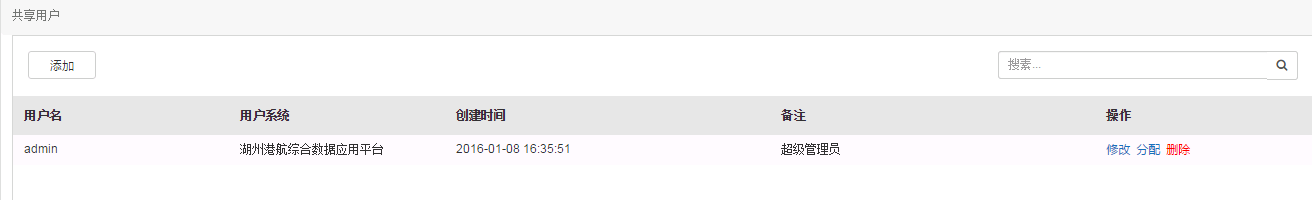 共享用户
添加
搜素...
用户名 用户系统 创建时间 备注 操作
admin 湖州港航综合数据应用平台 2016-01-08 16:35:51 超级管理员 修改 分配 删除